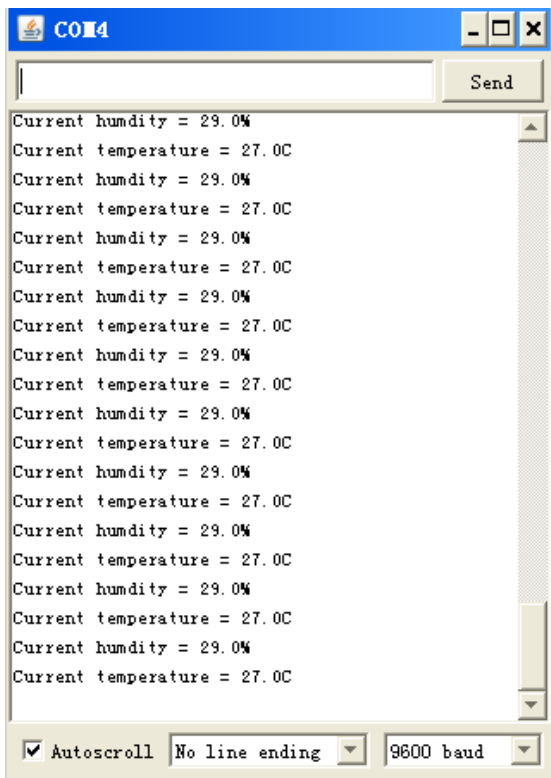 COM4
Send
Current humdity = 29.0%
Current temperature = 27.0C
Current humdity = 29.0%
Current temperature = 27.0C
Current humdity = 29.0%
Current temperature = 27.0C
Current humdity = 29.0%
Current temperature = 27.0C
Current humdity = 29.0%
Current temperature = 27.0C
Current humdity = 29.0%
Current temperature = 27.0C
Current humdity = 29.0%
Current temperature = 27.0C
Current humdity = 29.0%
Current temperature = 27.0C
Current humdity = 29.0%
Current temperature = 27.0C
Current humdity = 29.0%
Current temperature = 27.0C
Autoscroll No line ending 9600 baud